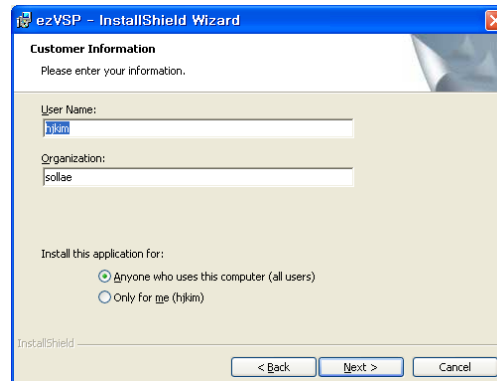 ezVSP - InstallShield Wizard
Customer Information
Please enter your information.
User Name:
hjkim
Organization:
sollae
Install this application for:
Anyone who uses this computer (all users)
Only for me (hjkim)
InstallShield
< Back Next > Cancel